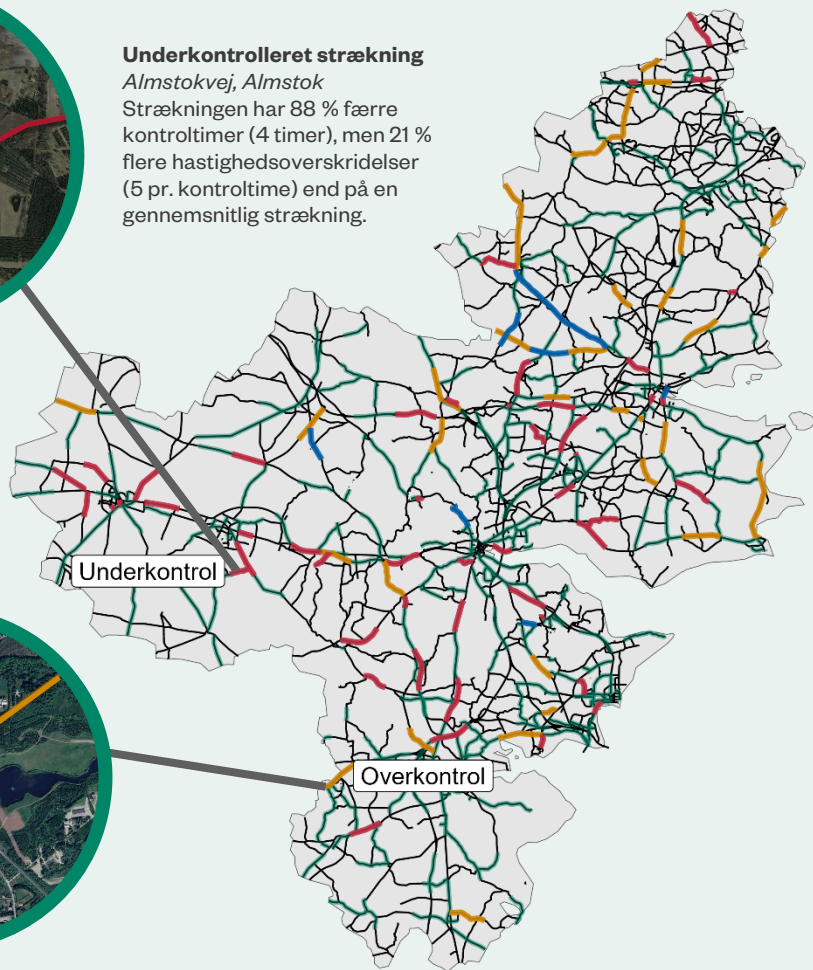 Underkontrolleret strækning
Almstokvej, Almstok
Strækningen har 88 % færre
kontroltimer (4 timer), men 21 %
flere hastighedsoverskridelser
(5 pr. kontroltime) end på en
gennemsnitlig strækning.
Underkontrol
Overkontrol